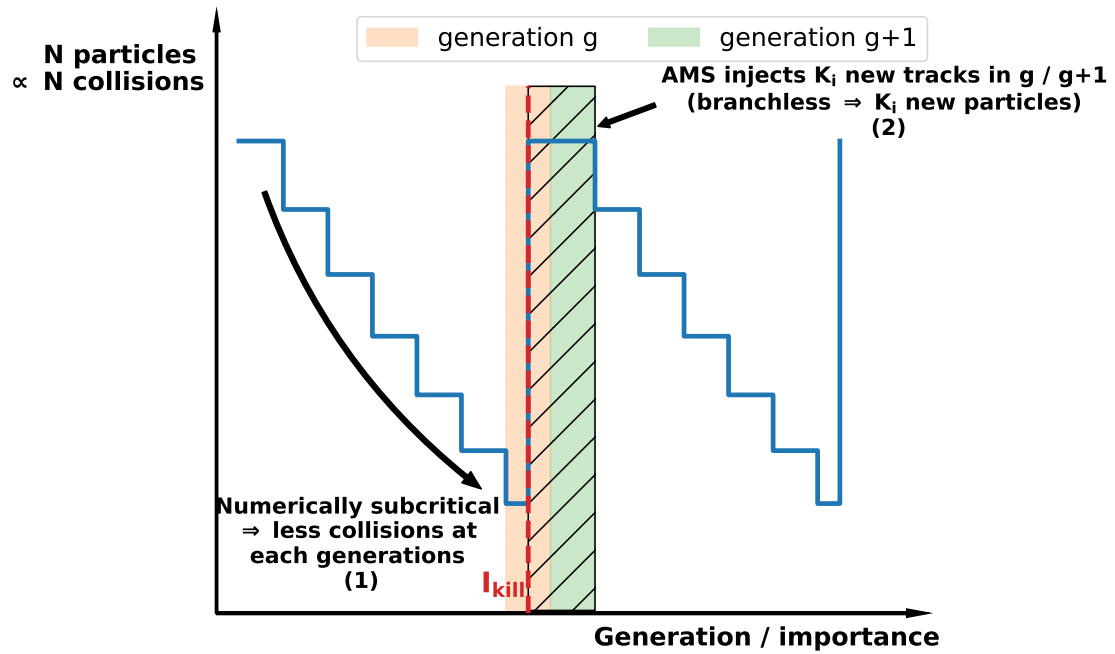 N particles
∝ N collisions
generation g
generation g+1
AMS injects Kᵢ new tracks in g / g+1
(branchless ⇒ Kᵢ new particles)
(2)
Numerically subcritical
⇒ less collisions at
each generations
(1)
I_kill
Generation / importance